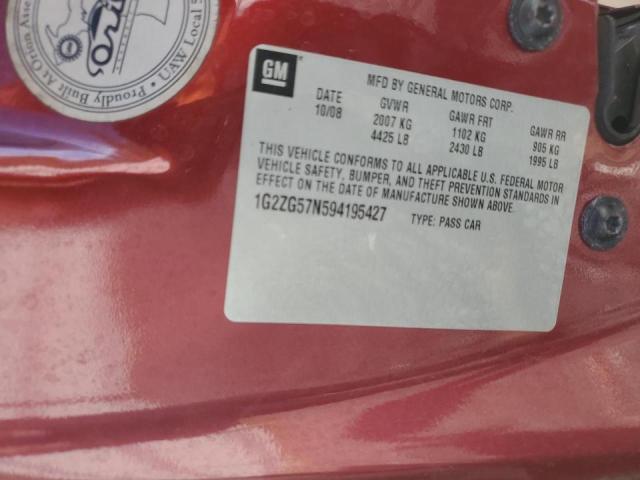 Proudly Built At Orion Asse
UAW Local 5
GM
MFD BY GENERAL MOTORS CORP.
DATE GVWR GAWR FRT GAWR RR
10/08 2007 KG 1102 KG 905 KG
4425 LB 2430 LB 1995 LB
THIS VEHICLE CONFORMS TO ALL APPLICABLE U.S. FEDERAL MOTOR
VEHICLE SAFETY, BUMPER, AND THEFT PREVENTION STANDARDS IN
EFFECT ON THE DATE OF MANUFACTURE SHOWN ABOVE.
1G2ZG57N594195427 TYPE: PASS CAR